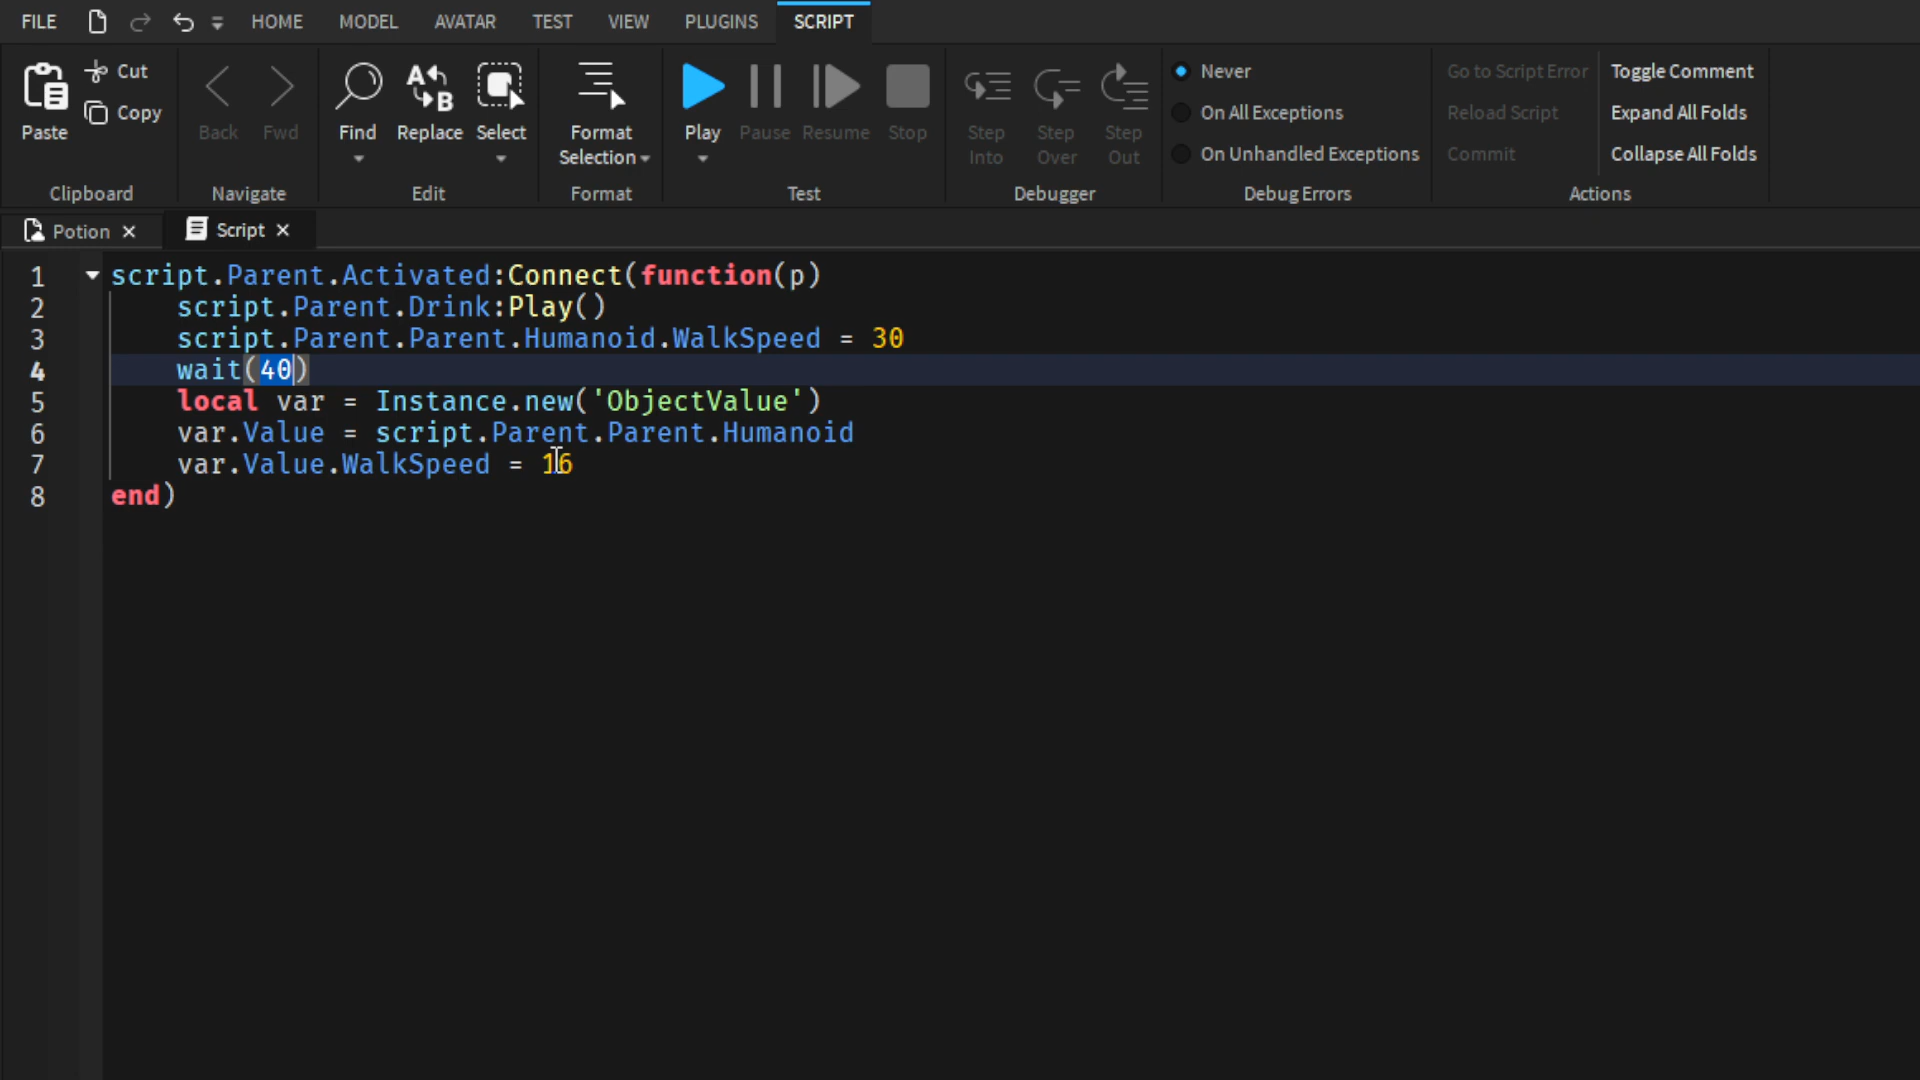 FILE HOME MODEL AVATAR TEST VIEW PLUGINS SCRIPT
Paste Cut Copy Back Fwd Find Replace Select Format Selection Play Pause Resume Stop Step Into Step Over Step Out Never On All Exceptions On Unhandled Exceptions Go to Script Error Reload Script Commit Toggle Comment Expand All Folds Collapse All Folds
Clipboard Navigate Edit Format Test Debugger Debug Errors Actions
Potion Script
1 script.Parent.Activated:Connect(function(p)
2 script.Parent.Drink:Play()
3 script.Parent.Parent.Humanoid.WalkSpeed = 30
4 wait(40)
5 local var = Instance.new('ObjectValue')
6 var.Value = script.Parent.Parent.Humanoid
7 var.Value.WalkSpeed = 16
8 end)